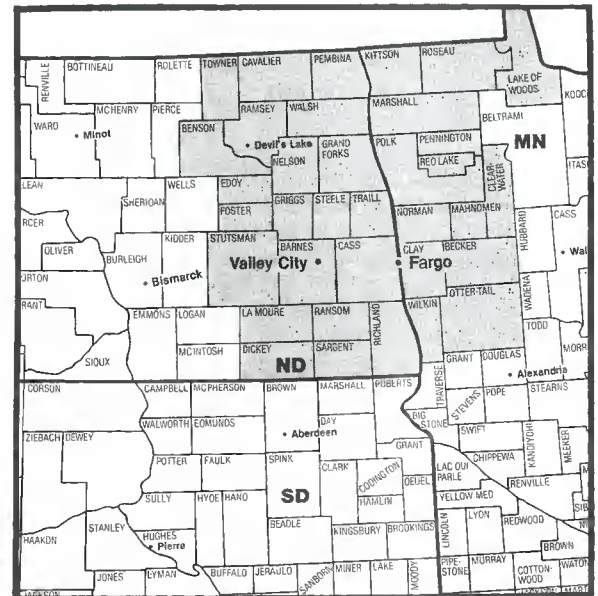 BOTTINEAU ROLETTE TOWNER CAVALIER PEMBINA KITTSON ROSEAU
RENVILLE
LAKE OF
WOODS
MCHENRY PIERCE RAMSEY WALSH MARSHALL
BELTRAMI
WARD • Minot BENSON • Devil's Lake NELSON GRAND
FORKS POLK PENNINGTON MN
RED LAKE
CLEAR-
WATER
WELLS EDDY
SHERIDAN FOSTER GRIGGS STEELE TRAILL NORMAN MAHNOMEN
HUBBARD CASS
OLIVER BURLEIGH KIDDER STUTSMAN BARNES CASS CLAY BECKER
• Bismarck Valley City • • Fargo
WADENA
EMMONS LOGAN LA MOURE RANSOM RICHLAND WILKIN OTTER-TAIL
TODD
SIOUX MCINTOSH DICKEY SARGENT
ND
GRANT DOUGLAS
• Alexandria
CORSON CAMPBELL MCPHERSON BROWN MARSHALL ROBERTS TRAVERSE STEVENS POPE STEARNS
WALWORTH EDMUNDS DAY BIG
STONE
ZIEBACH DEWEY • Aberdeen GRANT SWIFT
KANDIYOHI MEEKER
POTTER FAULK SPINK CLARK CODINGTON LAC QUI
PARLE CHIPPEWA
RENVILLE
SULLY HYDE HAND SD HAMLIN DEUEL YELLOW MED
HAAKON STANLEY HUGHES
• Pierre
BEADLE KINGSBURY BROOKINGS LINCOLN LYON REDWOOD
BROWN
JONES LYMAN BUFFALO JERAULD SANBORN MINER LAKE MOODY PIPE-
STONE MURRAY COTTON-
WOOD